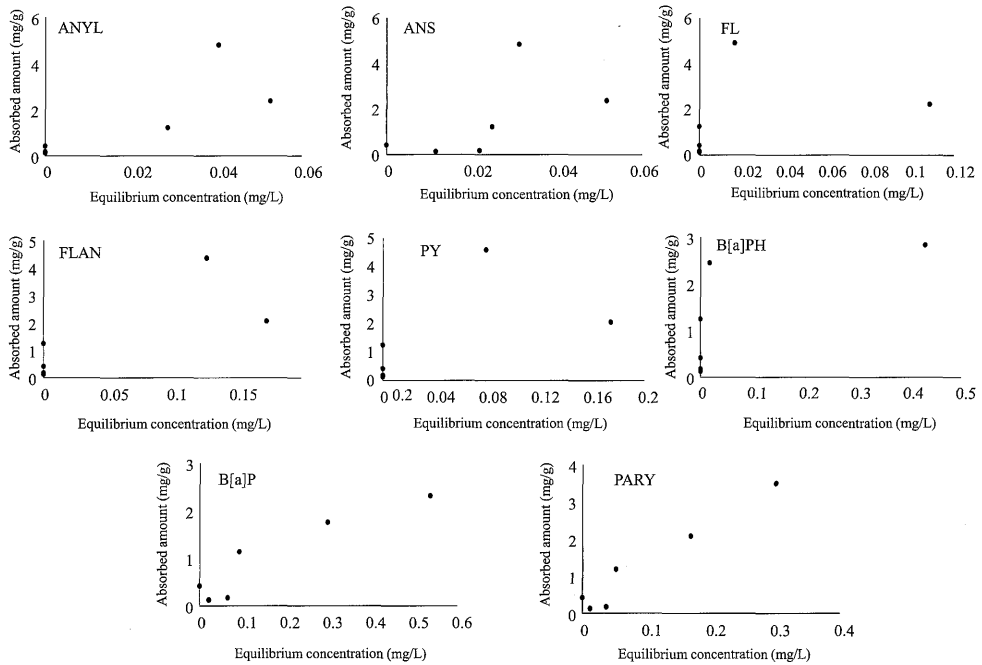 ANYL
Absorbed amount (mg/g)
6
4
2
0
0 0.02 0.04 0.06
Equilibrium concentration (mg/L)
ANS
Absorbed amount (mg/g)
6
4
2
0
0 0.02 0.04 0.06
Equilibrium concentration (mg/L)
FL
Absorbed amount (mg/g)
6
4
2
0
0 0.02 0.04 0.06 0.08 0.1 0.12
Equilibrium concentration (mg/L)
FLAN
Absorbed amount (mg/g)
5
4
3
2
1
0
0 0.05 0.1 0.15
Equilibrium concentration (mg/L)
PY
Absorbed amount (mg/g)
5
4
3
2
1
0
0 0.2 0.04 0.08 0.12 0.16 0.2
Equilibrium concentration (mg/L)
B[a]PH
Absorbed amount (mg/g)
3
2
1
0
0 0.1 0.2 0.3 0.4 0.5
Equilibrium concentration (mg/L)
B[a]P
Absorbed amount (mg/g)
3
2
1
0
0 0.1 0.2 0.3 0.4 0.5 0.6
Equilibrium concentration (mg/L)
PARY
Absorbed amount (mg/g)
4
3
2
1
0
0 0.1 0.2 0.3 0.4
Equilibrium concentration (mg/L)